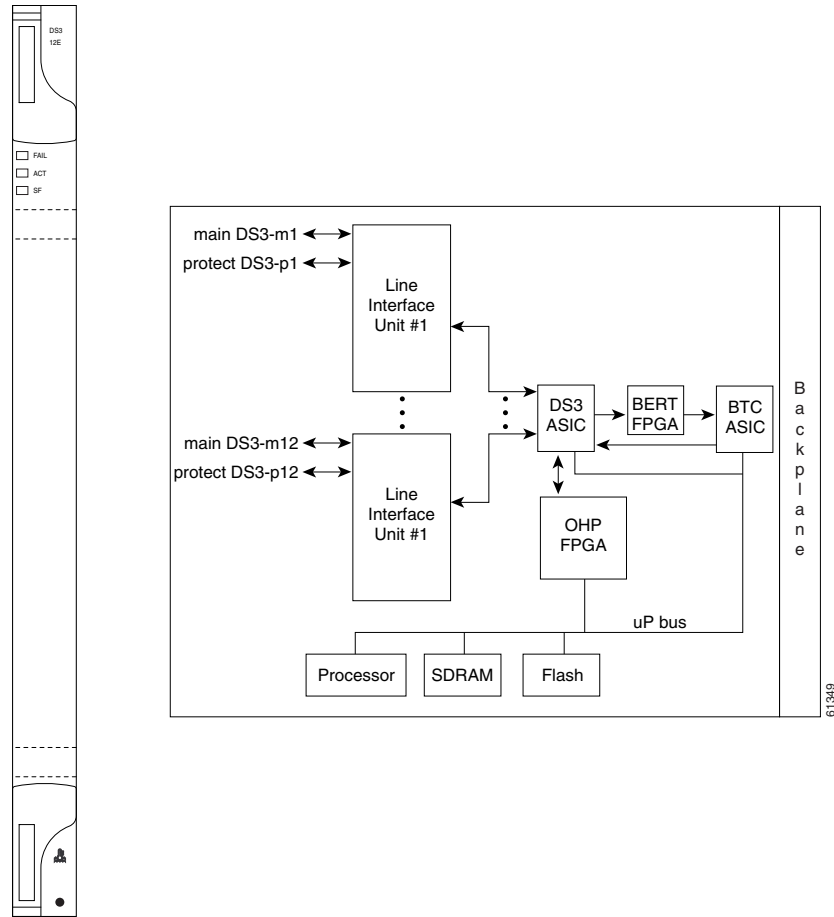 DS3
12E
FAIL
ACT
SF
main DS3-m1
protect DS3-p1
Line
Interface
Unit #1
main DS3-m12
protect DS3-p12
Line
Interface
Unit #1
DS3
ASIC
BERT
FPGA
BTC
ASIC
OHP
FPGA
uP bus
Processor
SDRAM
Flash
Backplane
61349